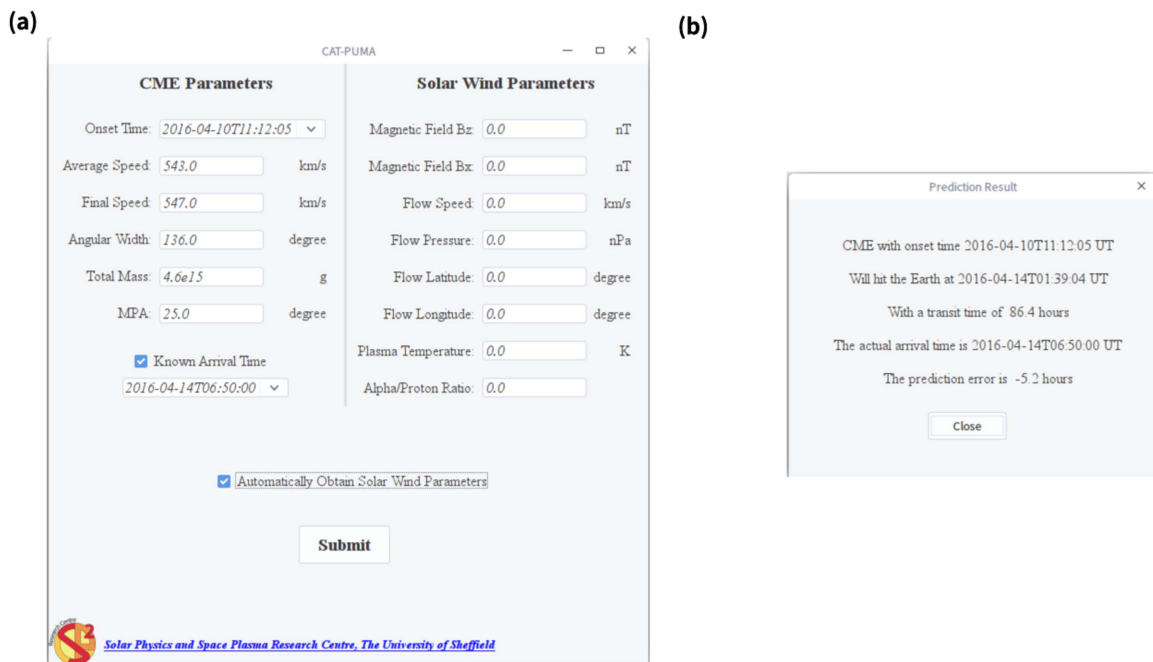 (a)
CAT-PUMA
CME Parameters
Onset Time: 2016-04-10T11:12:05
Average Speed: 543.0 km/s
Final Speed: 547.0 km/s
Angular Width: 136.0 degree
Total Mass: 4.6e15 g
MPA: 25.0 degree
Known Arrival Time
2016-04-14T06:50:00
Solar Wind Parameters
Magnetic Field Bz: 0.0 nT
Magnetic Field Bx: 0.0 nT
Flow Speed: 0.0 km/s
Flow Pressure: 0.0 nPa
Flow Latitude: 0.0 degree
Flow Longitude: 0.0 degree
Plasma Temperature: 0.0 K
Alpha/Proton Ratio: 0.0
Automatically Obtain Solar Wind Parameters
Submit
Solar Physics and Space Plasma Research Centre, The University of Sheffield
(b)
Prediction Result
CME with onset time 2016-04-10T11:12:05 UT
Will hit the Earth at 2016-04-14T01:39:04 UT
With a transit time of 86.4 hours
The actual arrival time is 2016-04-14T06:50:00 UT
The prediction error is -5.2 hours
Close